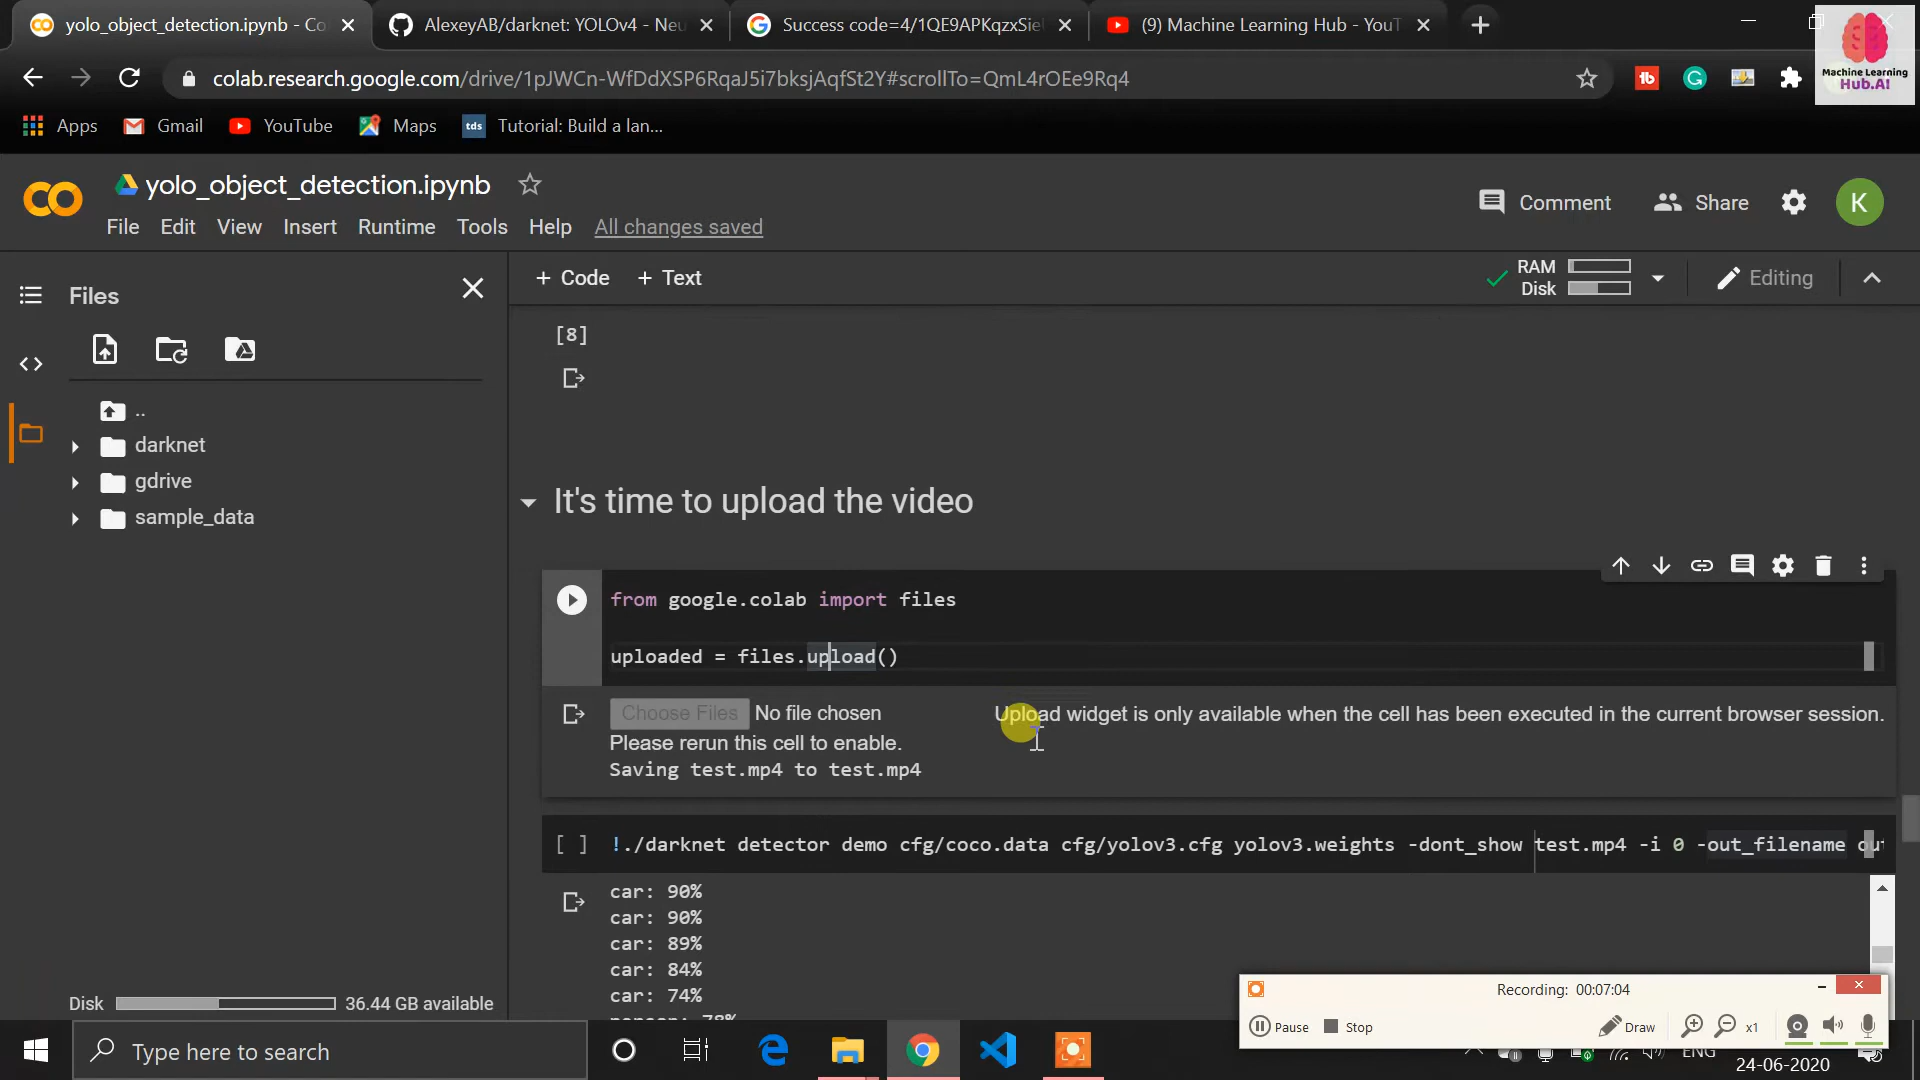 yolo_object_detection.ipynb - Co
AlexeyAB/darknet: YOLOv4 - Neu
Success code=4/1QE9APKqzxSie
(9) Machine Learning Hub - YouT
colab.research.google.com/drive/1pJWCn-WfDdXSP6RqaJ5i7bksjAqfSt2Y#scrollTo=QmL4rOEe9Rq4
Machine Learning
Hub.AI
Apps
Gmail
YouTube
Maps
tds
Tutorial: Build a lan...
yolo_object_detection.ipynb
Comment
Share
K
File Edit View Insert Runtime Tools Help All changes saved
Files
+ Code + Text
RAM
Disk
Editing
[8]
..
darknet
gdrive
sample_data
It's time to upload the video
from google.colab import files
uploaded = files.upload()
Choose Files No file chosen Upload widget is only available when the cell has been executed in the current browser session.
Please rerun this cell to enable.
Saving test.mp4 to test.mp4
[ ] !./darknet detector demo cfg/coco.data cfg/yolov3.cfg yolov3.weights -dont_show test.mp4 -i 0 -out_filename
car: 90%
car: 90%
car: 89%
car: 84%
car: 74%
person: 78%
Disk 36.44 GB available
Recording: 00:07:04
Pause Stop Draw x1
Type here to search
ENG
24-06-2020